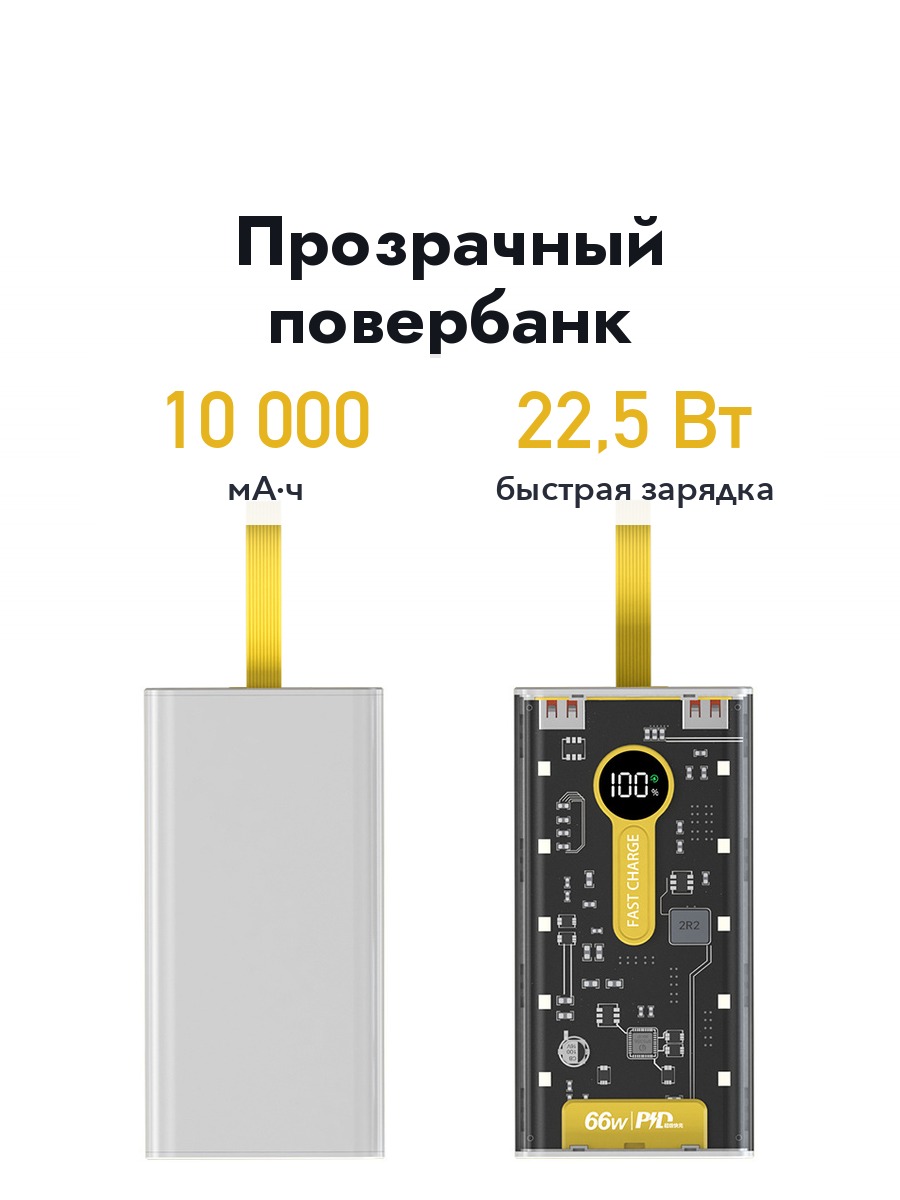 Прозрачный
повербанк
10 000
22,5 Вт
мА·ч
быстрая зарядка
100%
FAST CHARGE
2R2
66W PD